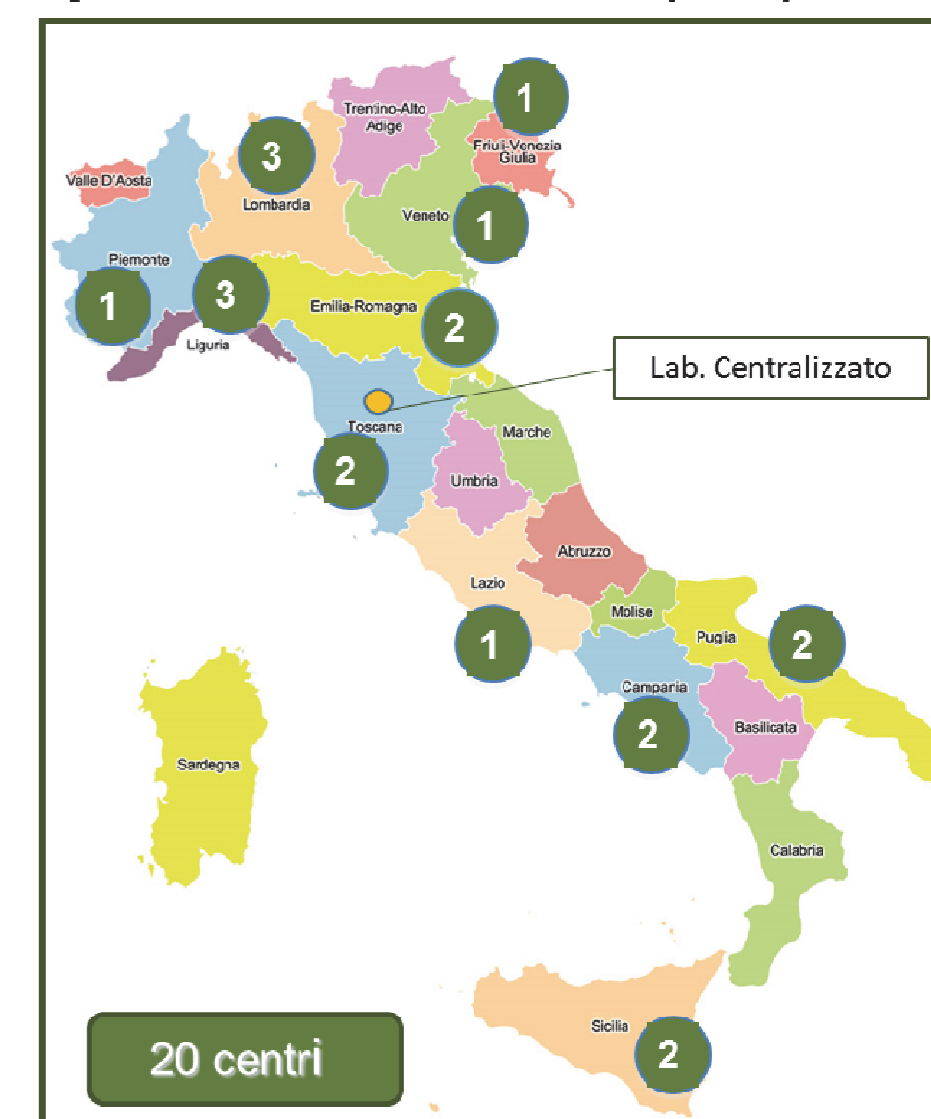 1
Trentino-Alto
Adige
Friuli-Venezia
Giulia
3
Valle D'Aosta
Lombardia
Veneto
1
Piemonte
1
3
Emilia-Romagna
2
Liguria
Lab. Centralizzato
Toscana
Marche
2
Umbria
Abruzzo
Lazio
Molise
1
Puglia
2
Campania
2
Basilicata
Sardegna
Calabria
Sicilia
2
20 centri